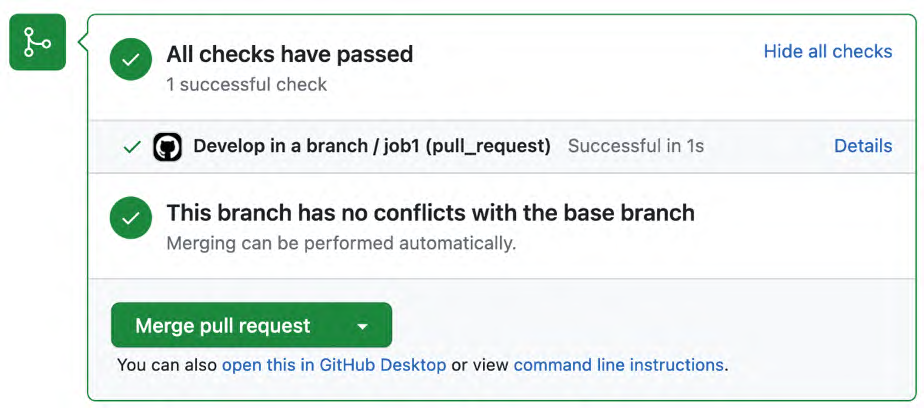 All checks have passed
Hide all checks
1 successful check
Develop in a branch / job1 (pull_request) Successful in 1s Details
This branch has no conflicts with the base branch
Merging can be performed automatically.
Merge pull request
You can also open this in GitHub Desktop or view command line instructions.